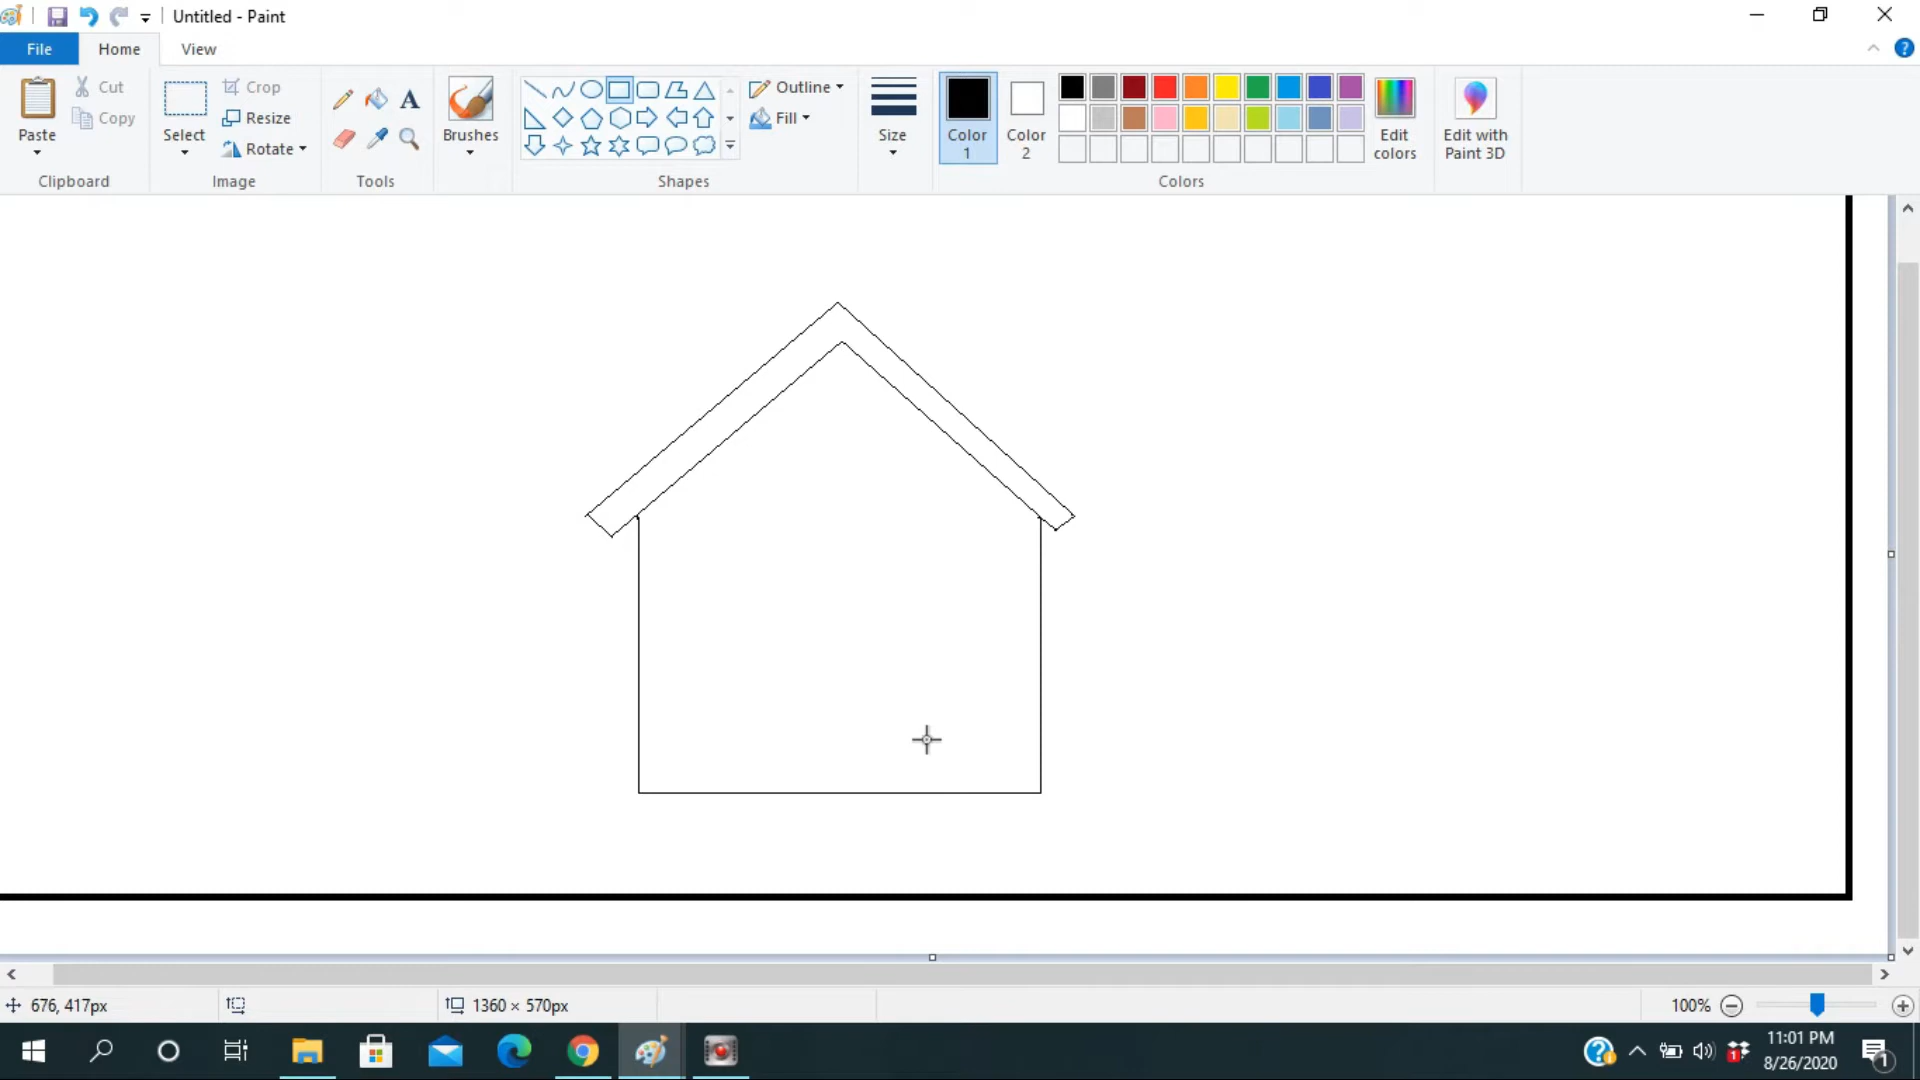 Untitled - Paint
File Home View
Paste
Cut
Copy
Clipboard
Select
Crop
Resize
Rotate
Image
A
Tools
Brushes
Shapes
Outline
Fill
Size
Color 1
Color 2
Colors
Edit colors
Edit with Paint 3D
?
676, 417px
1360 × 570px
100%
?
1
11:01 PM
8/26/2020
1